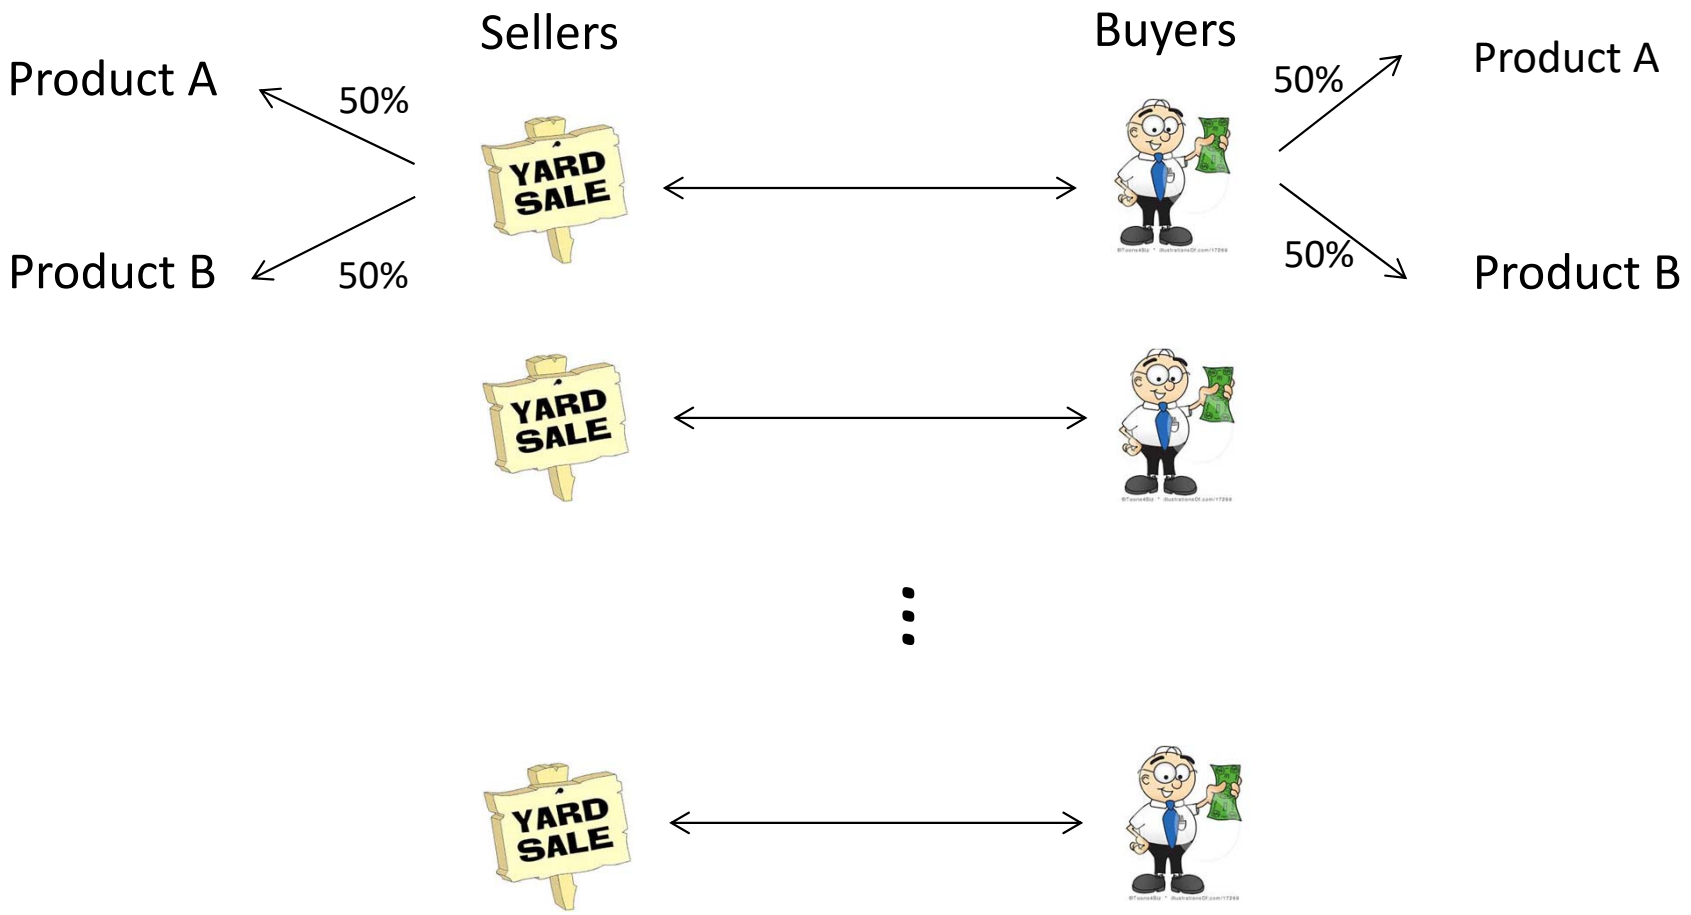 Sellers
Buyers
Product A
50%
50%
Product A
YARD
SALE
Product B
50%
50%
Product B
YARD
SALE
YARD
SALE